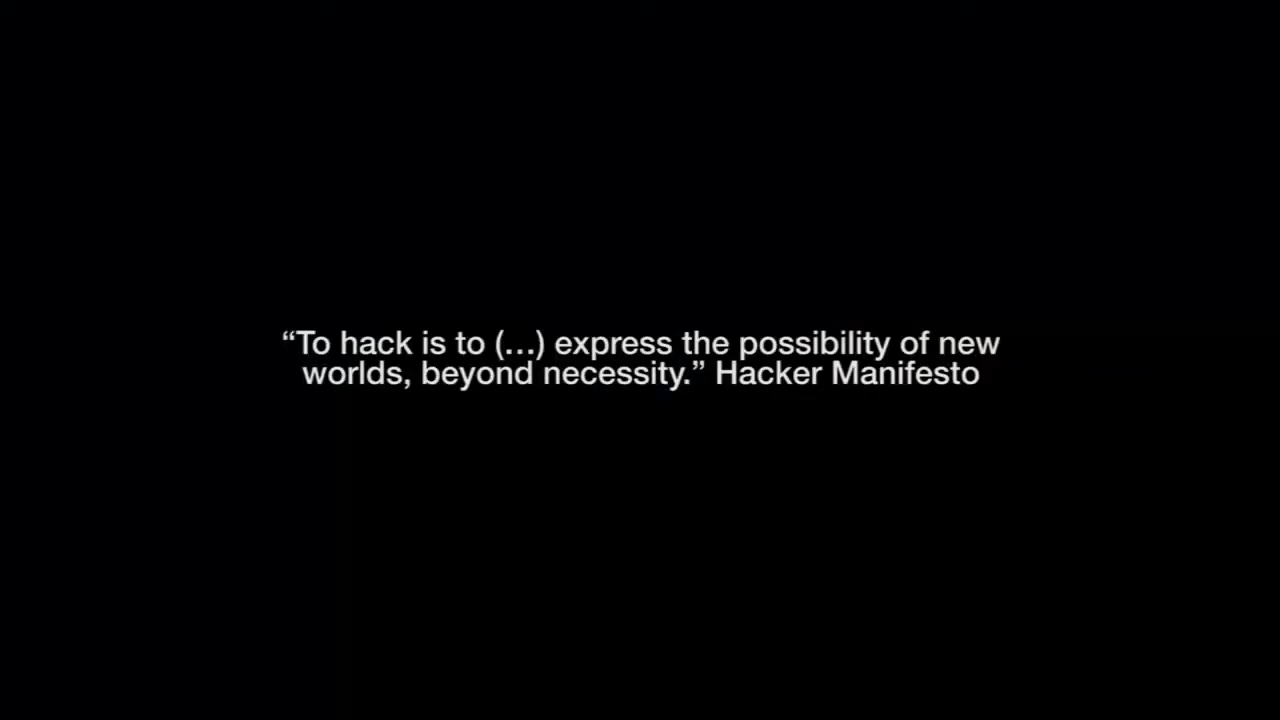 “To hack is to (...) express the possibility of new
worlds, beyond necessity.” Hacker Manifesto